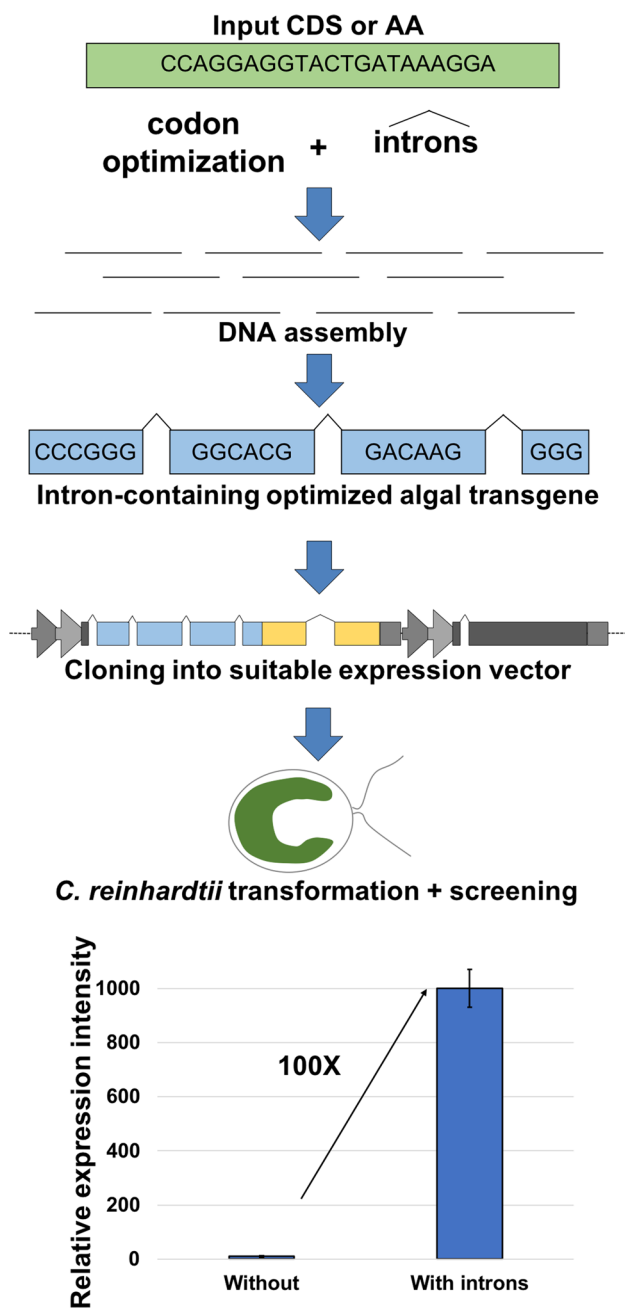 Input CDS or AA
CCAGGAGGTACTGATAAAGGA
codon
optimization
+
introns
DNA assembly
CCCGGG GGCACG GACAAG GGG
Intron-containing optimized algal transgene
Cloning into suitable expression vector
C. reinhardtii transformation + screening
Relative expression intensity
1000
800
600
400
200
0
100X
Without With introns